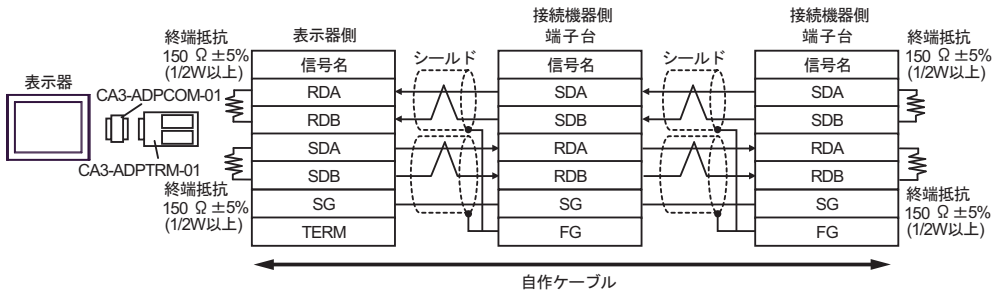 表示器
CA3-ADPCOM-01
CA3-ADPTRM-01
終端抵抗
150 Ω ±5%
(1/2W以上)
終端抵抗
150 Ω ±5%
(1/2W以上)
表示器側
信号名
RDA
RDB
SDA
SDB
SG
TERM
シールド
接続機器側
端子台
信号名
SDA
SDB
RDA
RDB
SG
FG
シールド
接続機器側
端子台
信号名
SDA
SDB
RDA
RDB
SG
FG
終端抵抗
150 Ω ±5%
(1/2W以上)
終端抵抗
150 Ω ±5%
(1/2W以上)
自作ケーブル